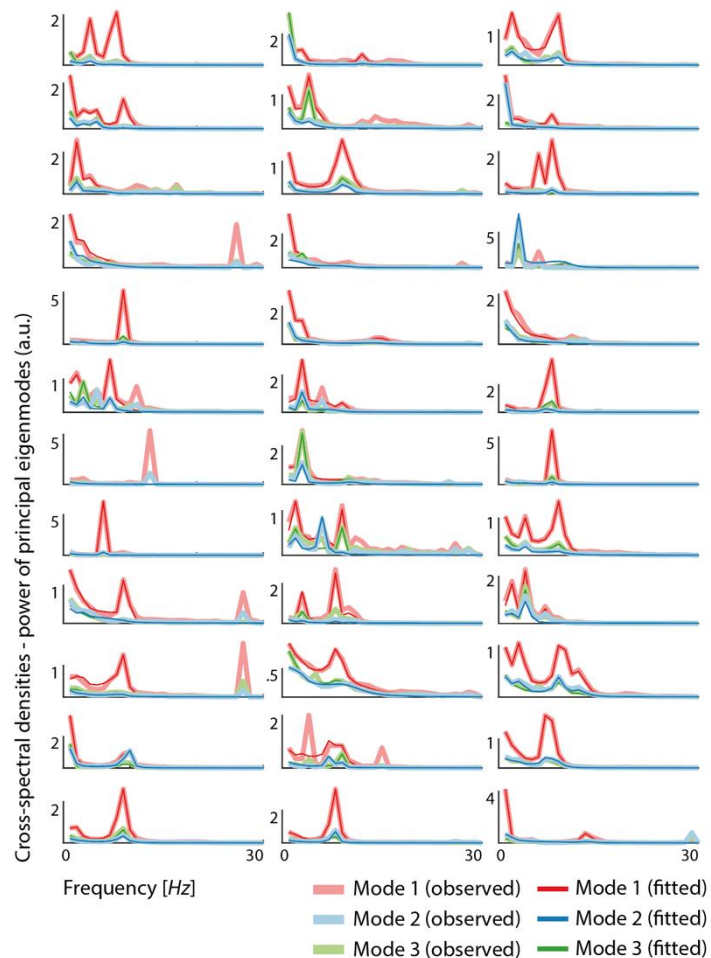 2 2 1
2 1 2
2 1 2
2 2 5
5 2 2
1 2 2
5 2 5
5 1 1
1 2 2
1 .5 1
2 2 1
2 2 4
0 30 0 30 0 30
Cross-spectral densities - power of principal eigenmodes (a.u.)
Frequency [Hz]
Mode 1 (observed) Mode 1 (fitted)
Mode 2 (observed) Mode 2 (fitted)
Mode 3 (observed) Mode 3 (fitted)